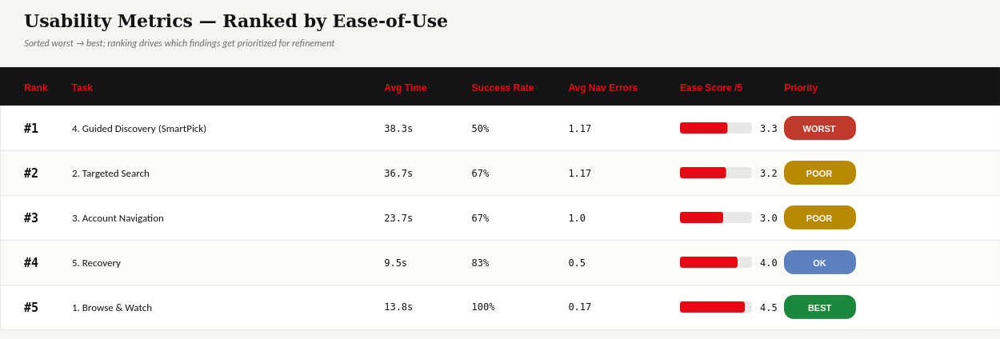 Usability Metrics — Ranked by Ease-of-Use
Sorted worst → best; ranking drives which findings get prioritized for refinement
Rank Task Avg Time Success Rate Avg Nav Errors Ease Score /5 Priority
#1 4. Guided Discovery (SmartPick) 38.3s 50% 1.17 3.3 WORST
#2 2. Targeted Search 36.7s 67% 1.17 3.2 POOR
#3 3. Account Navigation 23.7s 67% 1.0 3.0 POOR
#4 5. Recovery 9.5s 83% 0.5 4.0 OK
#5 1. Browse & Watch 13.8s 100% 0.17 4.5 BEST